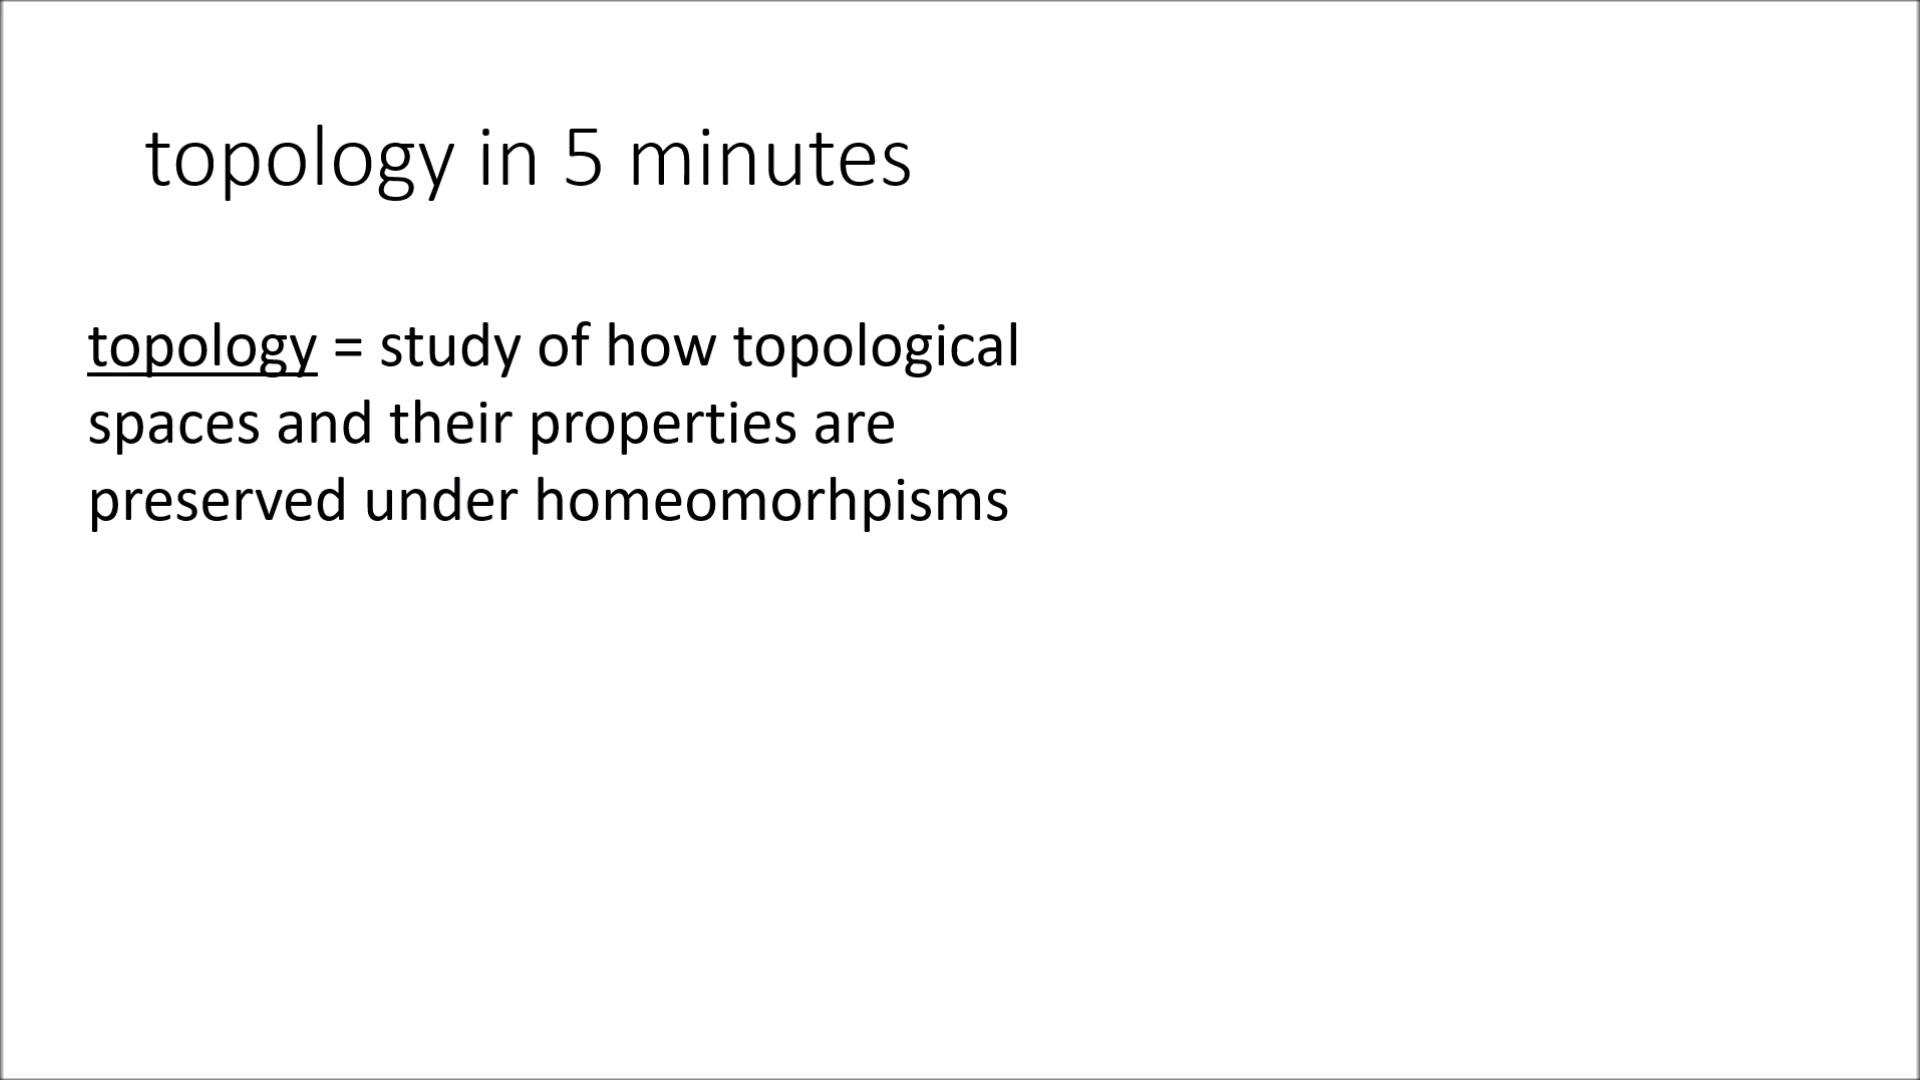 topology in 5 minutes
topology = study of how topological
spaces and their properties are
preserved under homeomorhpisms